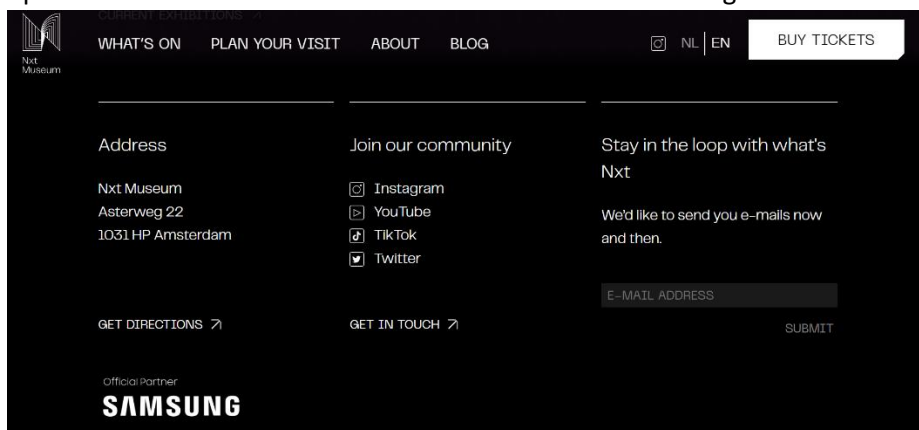 CURRENT EXHIBITIONS
Nxt
Museum
WHAT'S ON PLAN YOUR VISIT ABOUT BLOG NL EN BUY TICKETS
Address
Nxt Museum
Asterweg 22
1031 HP Amsterdam
GET DIRECTIONS
Join our community
Instagram
YouTube
TikTok
Twitter
GET IN TOUCH
Stay in the loop with what's
Nxt
We'd like to send you e-mails now
and then.
E-MAIL ADDRESS
SUBMIT
Official Partner
SAMSUNG